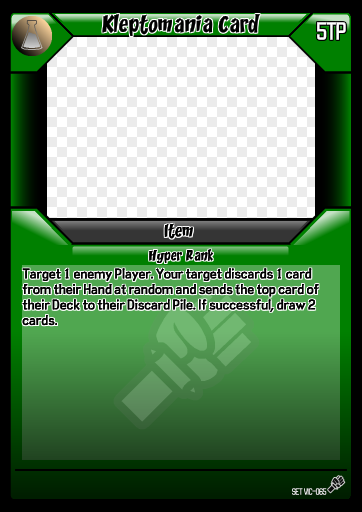 Kleptomania Card
5TP
Item
Hyper Rank
Target 1 enemy Player. Your target discards 1 card
from their Hand at random and sends the top card of
their Deck to their Discard Pile. If successful, draw 2
cards.
SET VIC-065